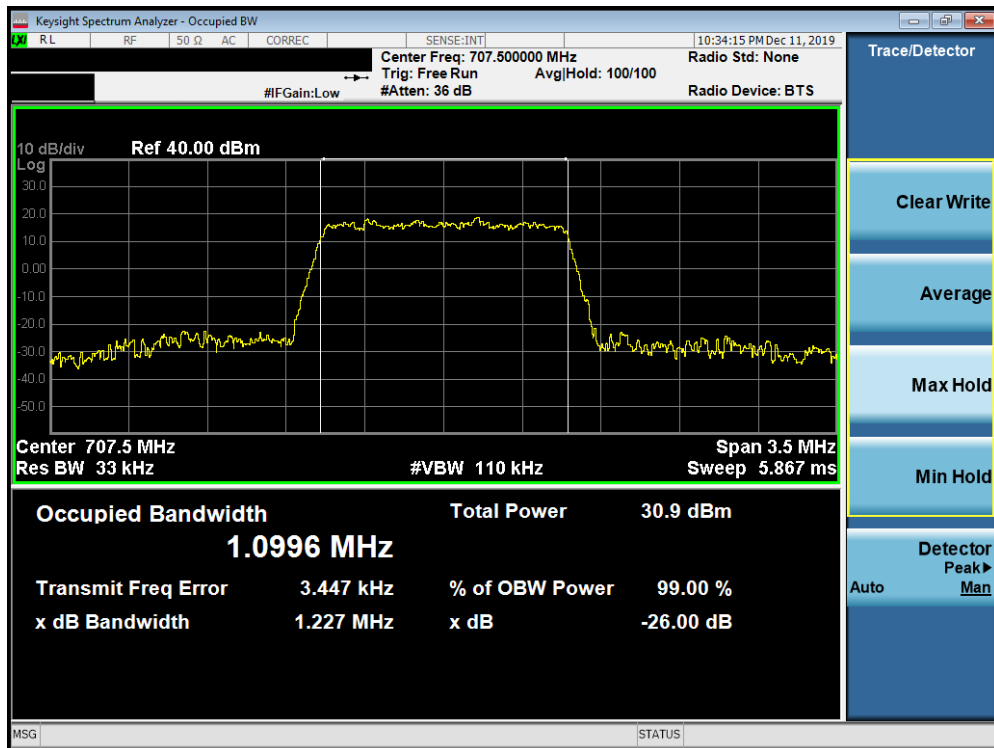 Keysight Spectrum Analyzer - Occupied BW
LXI RL RF 50 Ω AC CORREC SENSE:INT 10:34:15 PM Dec 11, 2019
Center Freq: 707.500000 MHz Radio Std: None
Trig: Free Run Avg|Hold: 100/100
#IFGain:Low #Atten: 36 dB Radio Device: BTS
10 dB/div Ref 40.00 dBm
Log
30.0
20.0
10.0
0.00
-10.0
-20.0
-30.0
-40.0
-50.0
Center 707.5 MHz Span 3.5 MHz
Res BW 33 kHz #VBW 110 kHz Sweep 5.867 ms
Occupied Bandwidth Total Power 30.9 dBm
1.0996 MHz
Transmit Freq Error 3.447 kHz % of OBW Power 99.00 %
x dB Bandwidth 1.227 MHz x dB -26.00 dB
MSG STATUS
Trace/Detector
Clear Write
Average
Max Hold
Min Hold
Detector
Peak▶
Auto Man